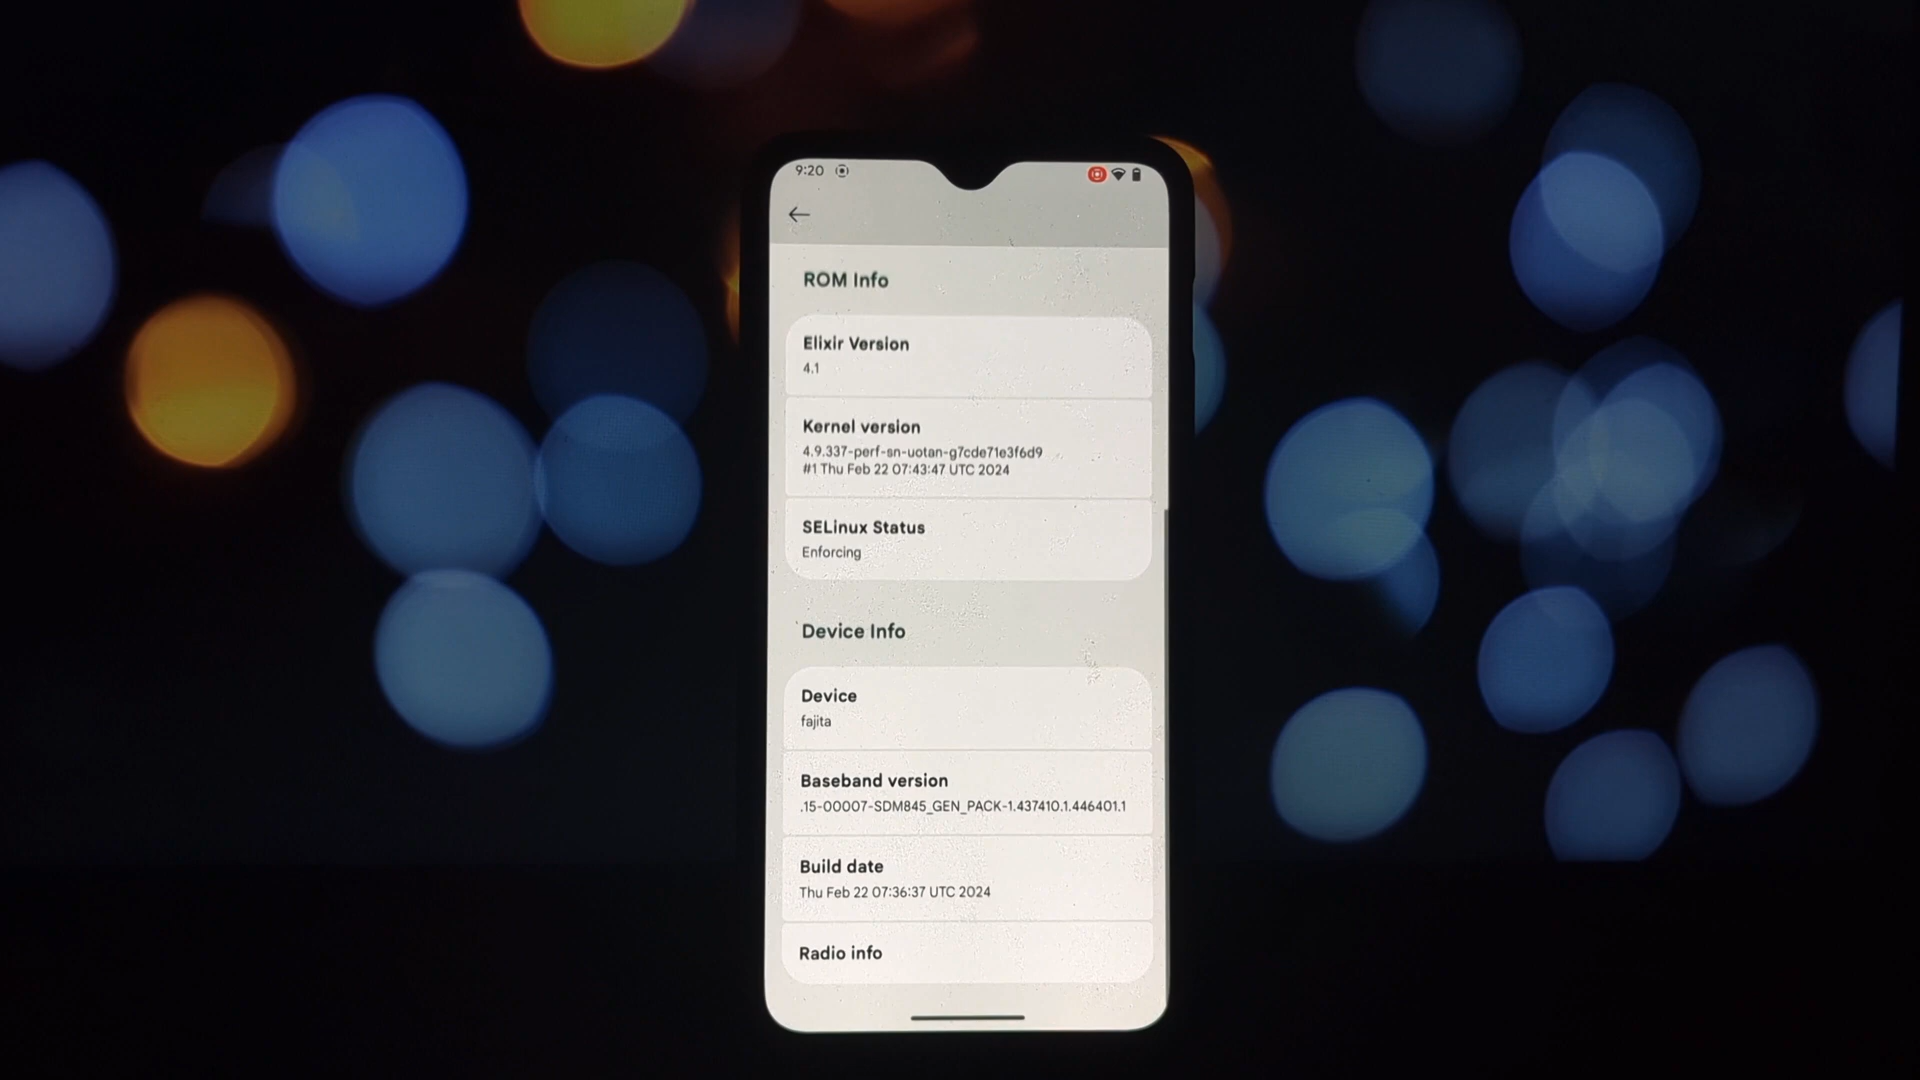 9:20
ROM Info
Elixir Version
4.1
Kernel version
4.9.337-perf-sn-uotan-g7cde71e3f6d9
#1 Thu Feb 22 07:43:47 UTC 2024
SELinux Status
Enforcing
Device Info
Device
fajita
Baseband version
.15-00007-SDM845_GEN_PACK-1.437410.1.446401.1
Build date
Thu Feb 22 07:36:37 UTC 2024
Radio info